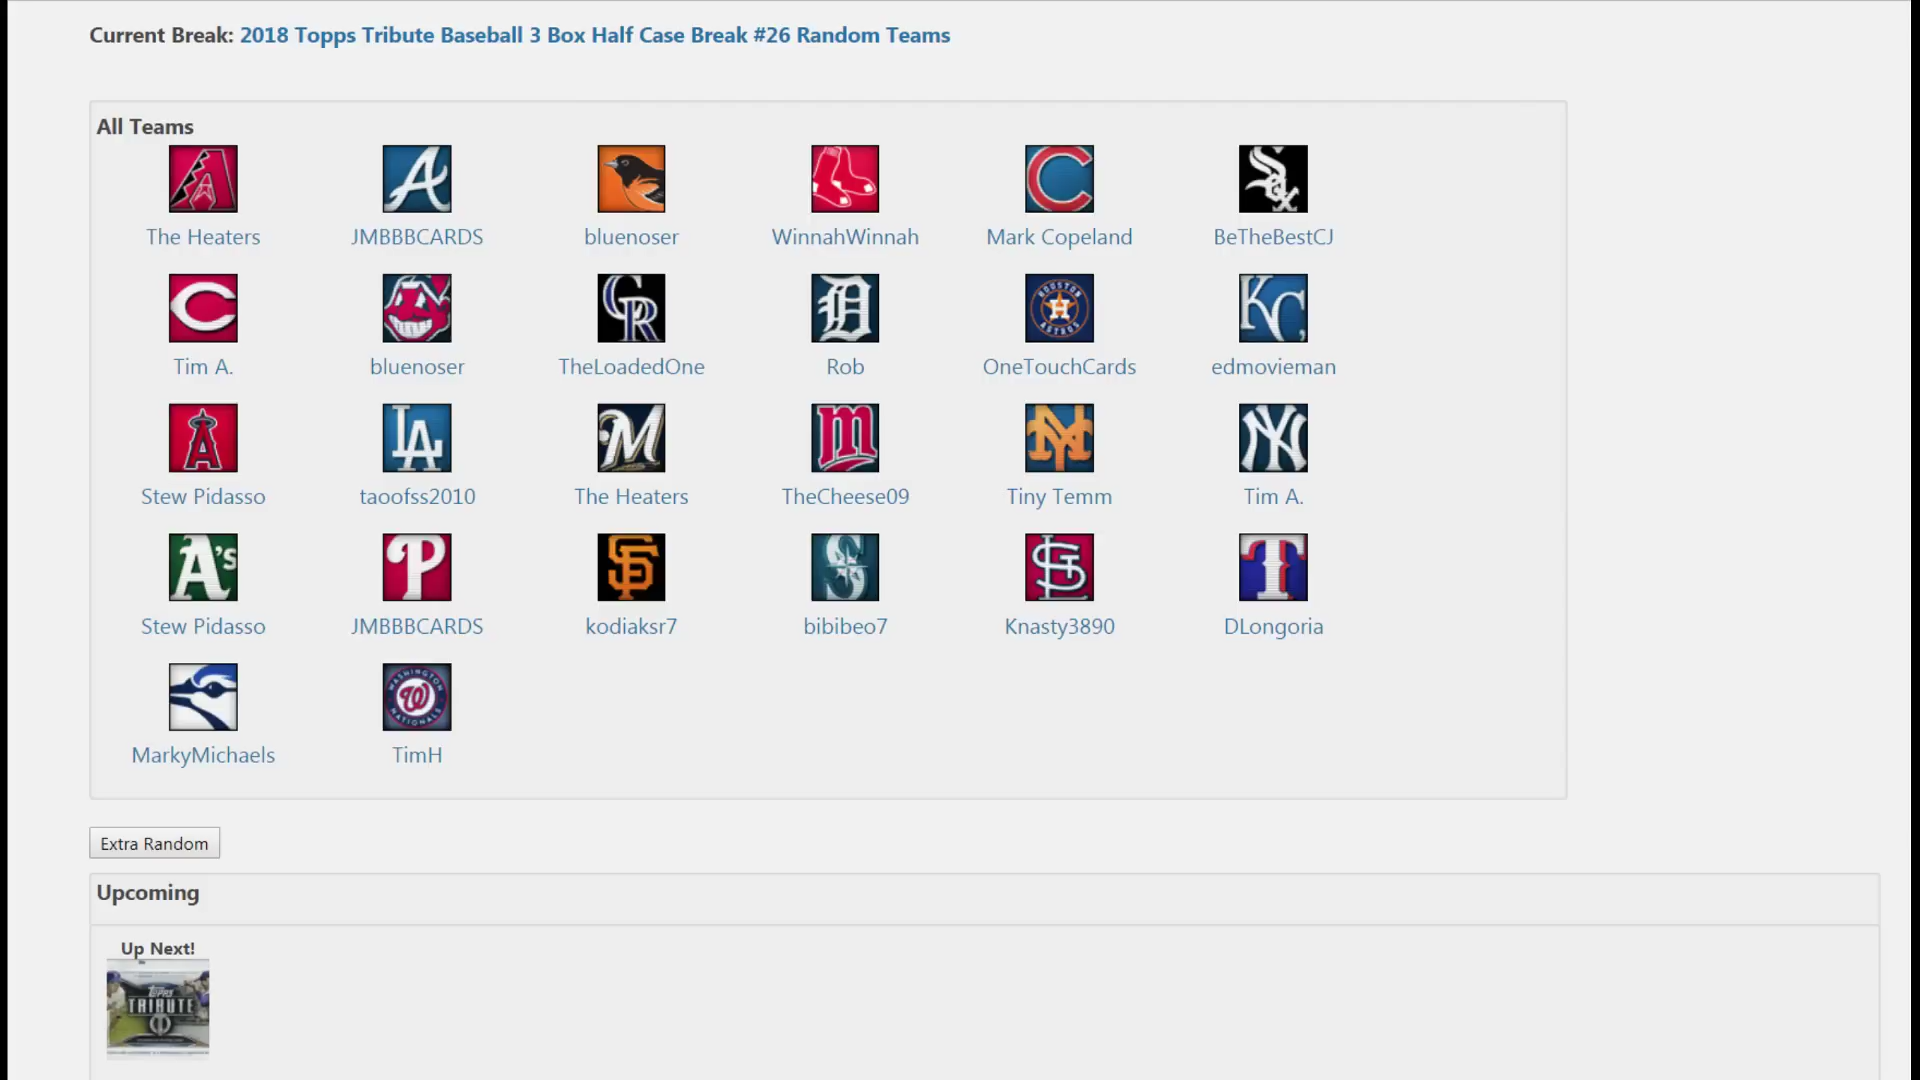 Current Break: 2018 Topps Tribute Baseball 3 Box Half Case Break #26 Random Teams
All Teams
The Heaters JMBBBCARDS bluenoser WinnahWinnah Mark Copeland BeTheBestCJ
Tim A. bluenoser TheLoadedOne Rob OneTouchCards edmovieman
Stew Pidasso taoofss2010 The Heaters TheCheese09 Tiny Temm Tim A.
Stew Pidasso JMBBBCARDS kodiaksr7 bibibeo7 Knasty3890 DLongoria
MarkyMichaels TimH
Extra Random
Upcoming
Up Next!
TOPPS
TRIBUTE